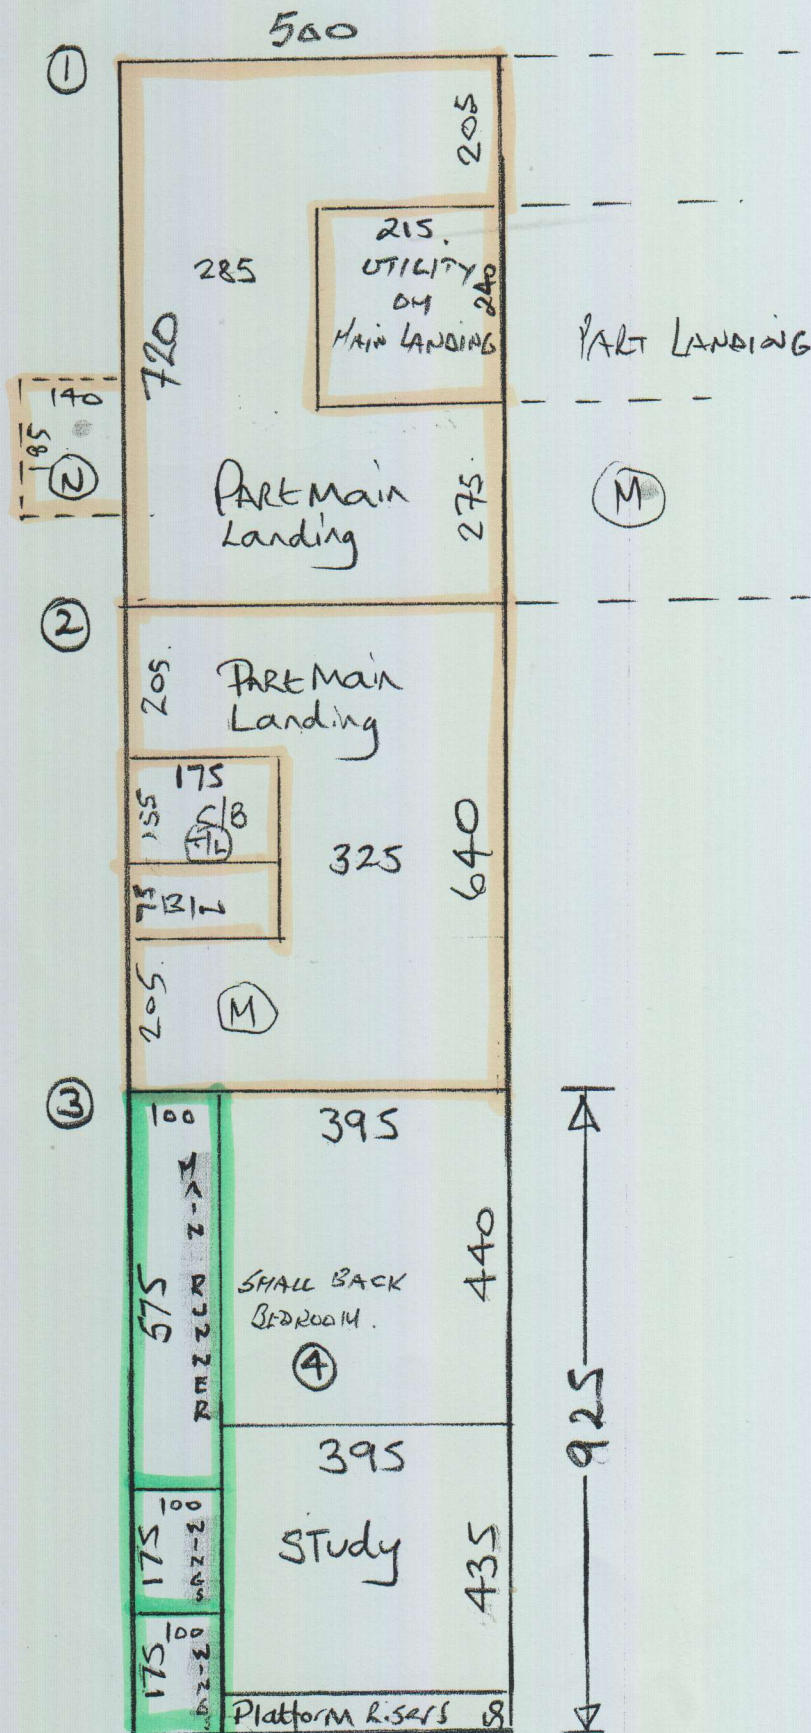 500
1
205
215.
UTILITY
ON
MAIN LANDING
240
285
720
PART LANDING
140
185
N
PART Main
Landing
275
M
2
205.
PART Main
Landing
175
155
C/B
75
325
640
205.
M
3
100
395
MAIN RUNNER
575
440
SMALL BACK
BEDROOM.
4
925
395
100
175
WINGS
STudy
435
100
175
Platform Risers